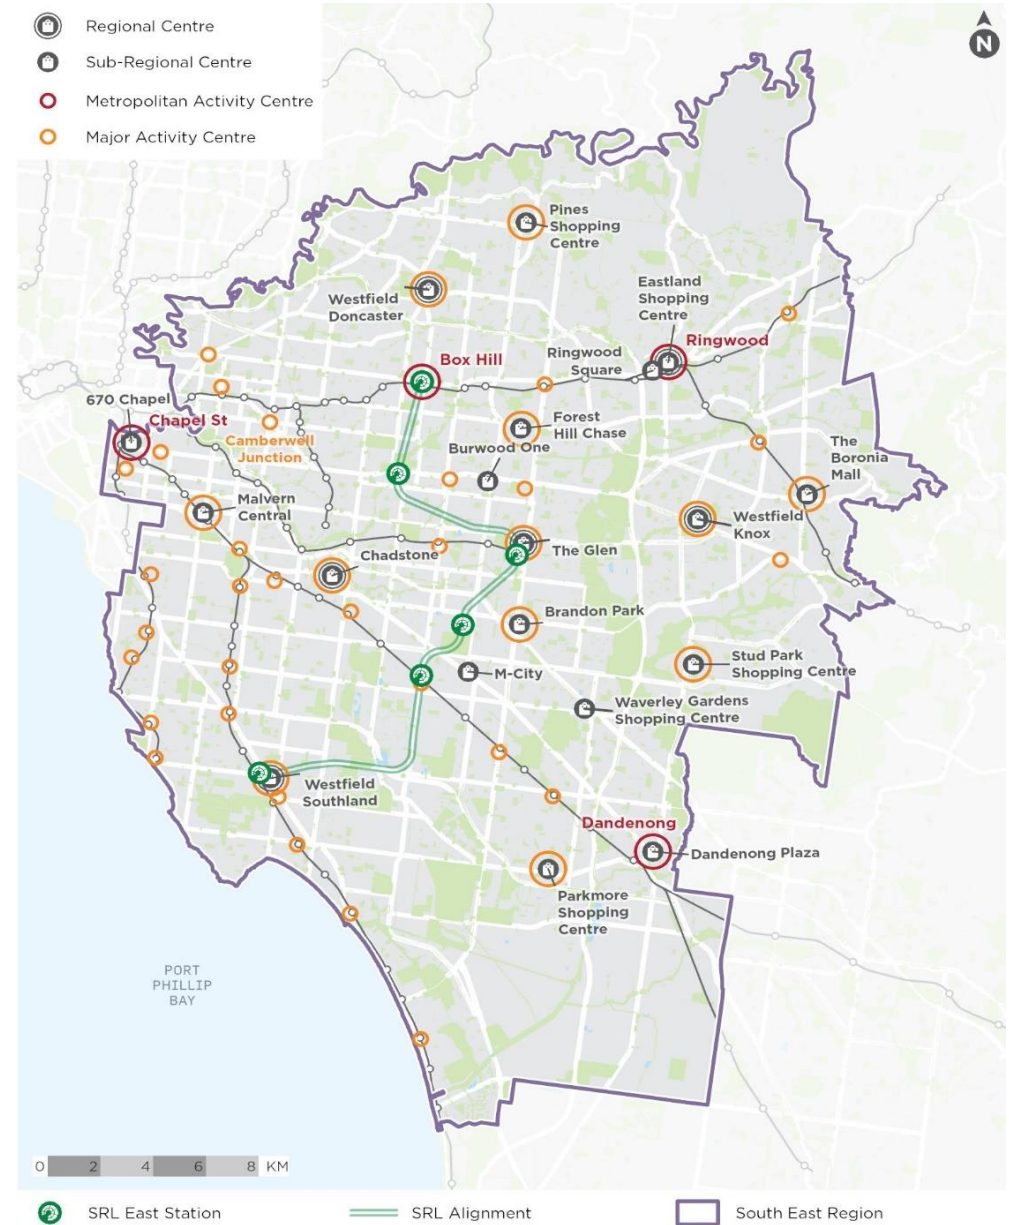 Regional Centre
Sub-Regional Centre
Metropolitan Activity Centre
Major Activity Centre
N
Pines
Shopping
Centre
Westfield
Doncaster
Eastland
Shopping
Centre
Ringwood
Ringwood
Square
Box Hill
670 Chapel
Chapel St
Camberwell
Junction
Forest
Hill Chase
Burwood One
The
Boronia
Mall
Malvern
Central
Westfield
Knox
Chadstone
The Glen
Brandon Park
Stud Park
Shopping Centre
M-City
Waverley Gardens
Shopping Centre
Westfield
Southland
Dandenong
Dandenong Plaza
Parkmore
Shopping
Centre
PORT
PHILLIP
BAY
0 2 4 6 8 KM
SRL East Station
SRL Alignment
South East Region